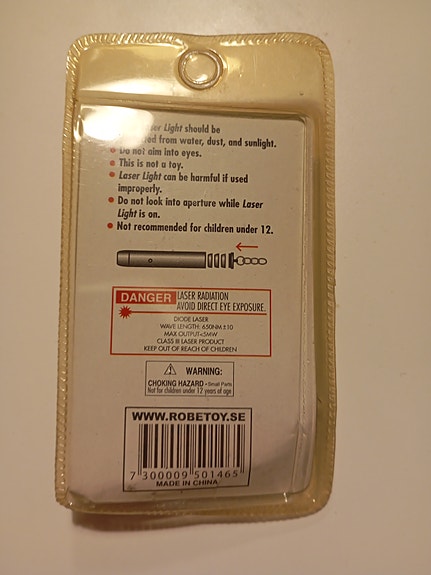 Laser Light should be
from water, dust, and sunlight.
Do not aim into eyes.
This is not a toy.
Laser Light can be harmful if used
improperly.
Do not look into aperture while Laser
Light is on.
Not recommended for children under 12.
DANGER
LASER RADIATION
AVOID DIRECT EYE EXPOSURE.
DIODE LASER
WAVE LENGTH: 650NM±10
MAX OUTPUT<5MW
CLASS III LASER PRODUCT
KEEP OUT OF REACH OF CHILDREN
WARNING:
CHOKING HAZARD - Small Parts
Not for children under 12 years of age
WWW.ROBETOY.SE
7 300009 501465
MADE IN CHINA